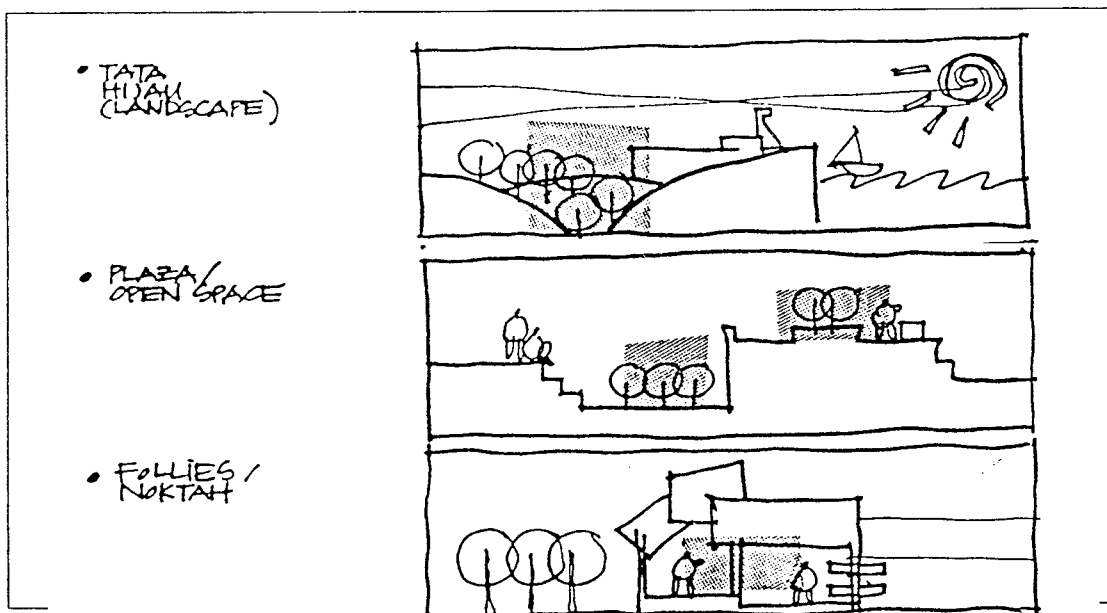 • TATA
HIJAU
(LANDSCAPE)
• PLAZA/
OPEN SPACE
• FOLLIES/
NOKTAH